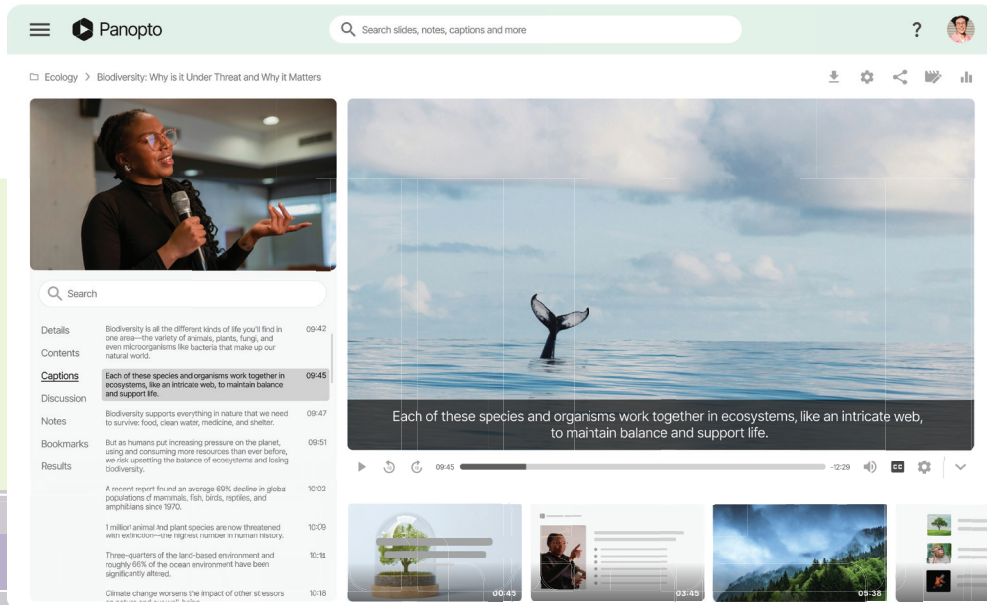 Panopto
Search slides, notes, captions and more
?
Ecology > Biodiversity: Why is it Under Threat and Why it Matters
Search
Details
Contents
Captions
Discussion
Notes
Bookmarks
Results
Biodiversity is all the different kinds of life you'll find in 09:42
one area—the variety of animals, plants, fungi, and
even microorganisms like bacteria that make up our
natural world.
Each of these species and organisms work together in 09:45
ecosystems, like an intricate web, to maintain balance
and support life.
Biodiversity supports everything in nature that we need 09:47
to survive: food, clean water, medicine, and shelter.
But as humans put increasing pressure on the planet, 09:51
using and consuming more resources than ever before,
we risk upsetting the balance of ecosystems and losing
biodiversity.
A recent report found an average 69% decline in global 10:03
populations of mammals, fish, birds, reptiles, and
amphibians since 1970.
1 million animal and plant species are now threatened 10:09
with extinction—the highest number in human history.
Three-quarters of the land-based environment and 10:14
roughly 66% of the ocean environment have been
significantly altered.
Climate change worsens the impact of other stressors 10:18
Each of these species and organisms work together in ecosystems, like an intricate web,
to maintain balance and support life.
09:45
-12:29
CC
00:45
03:45
05:38